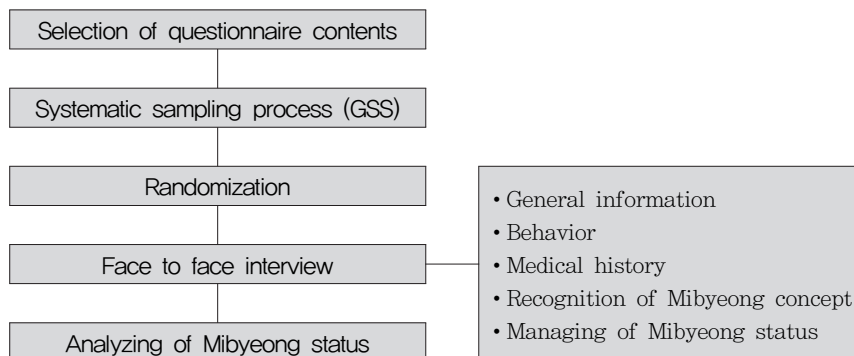 Selection of questionnaire contents
Systematic sampling process (GSS)
Randomization
Face to face interview
Analyzing of Mibyeong status
• General information
• Behavior
• Medical history
• Recognition of Mibyeong concept
• Managing of Mibyeong status